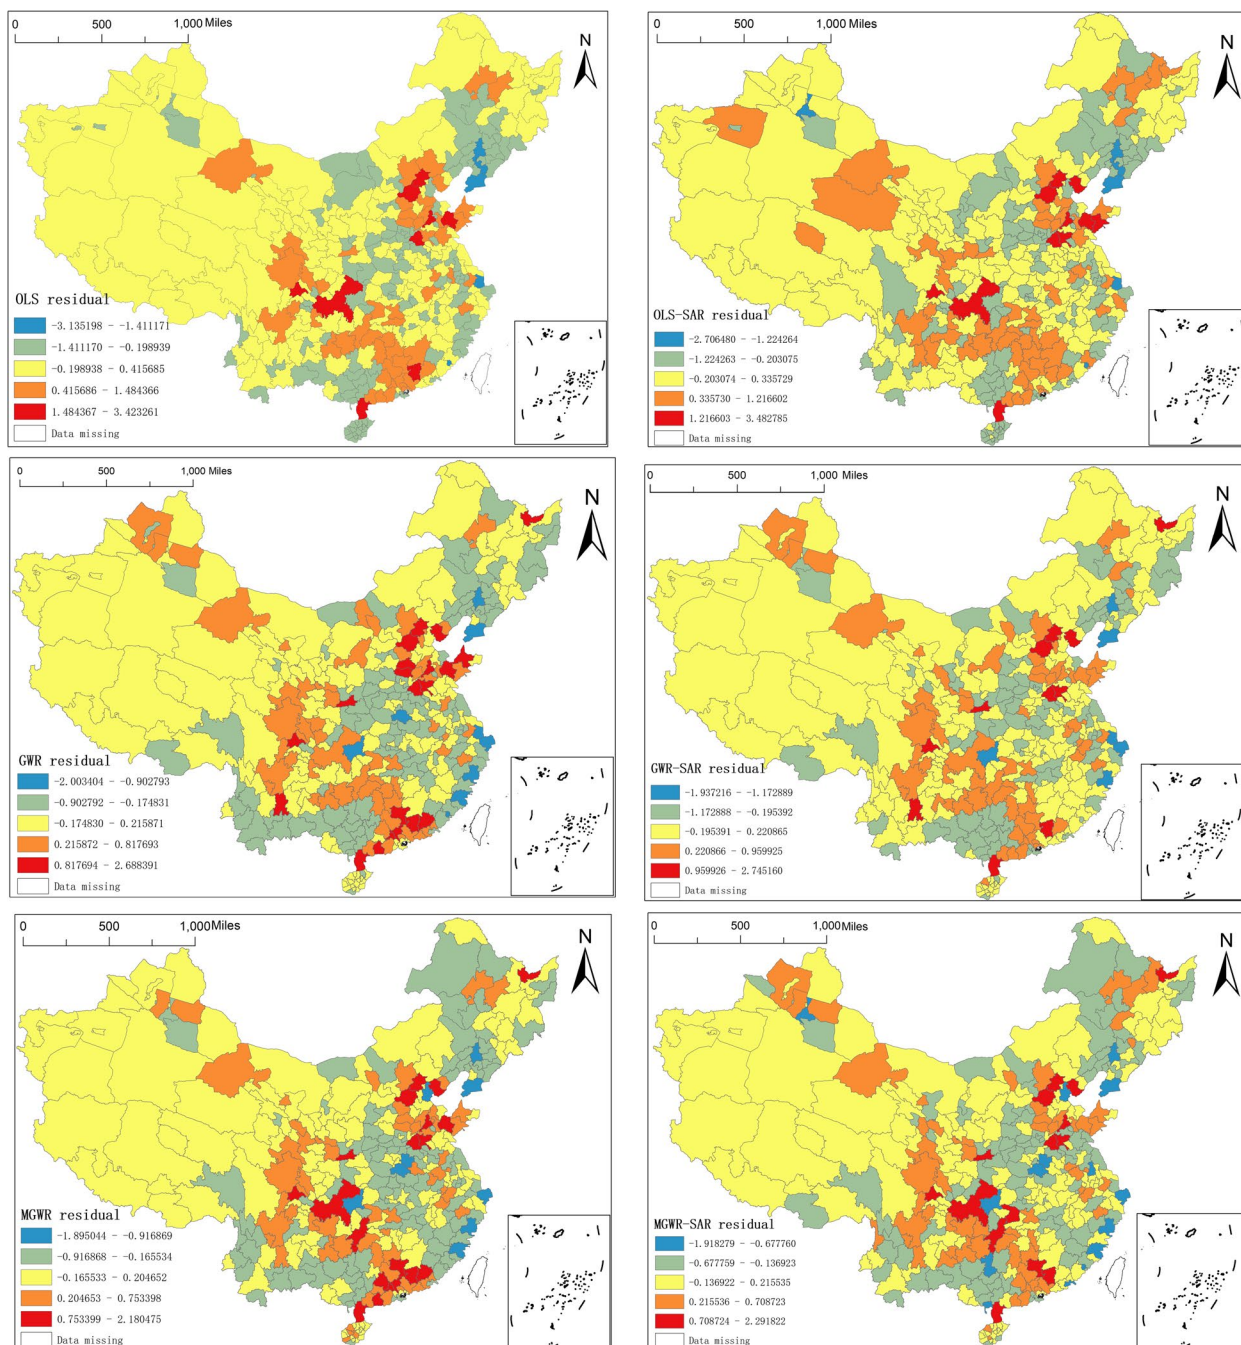 0 500 1,000 Miles
N
OLS residual
-3.135198 - -1.411171
-1.411170 - -0.198939
-0.198938 - 0.415685
0.415686 - 1.484366
1.484367 - 3.423261
Data missing
0 500 1,000 Miles
N
OLS-SAR residual
-2.706480 - -1.224264
-1.224263 - -0.203075
-0.203074 - 0.335729
0.335730 - 1.216602
1.216603 - 3.482785
Data missing
0 500 1,000 Miles
N
GWR residual
-2.003404 - -0.902793
-0.902792 - -0.174831
-0.174830 - 0.215871
0.215872 - 0.817693
0.817694 - 2.688391
Data missing
0 500 1,000 Miles
N
GWR-SAR residual
-1.937216 - -1.172889
-1.172888 - -0.195392
-0.195391 - 0.220865
0.220866 - 0.959925
0.959926 - 2.745160
Data missing
0 500 1,000 Miles
N
MGWR residual
-1.895044 - -0.916869
-0.916868 - -0.165534
-0.165533 - 0.204652
0.204653 - 0.753398
0.753399 - 2.180475
Data missing
0 500 1,000 Miles
N
MGWR-SAR residual
-1.918279 - -0.677760
-0.677759 - -0.136923
-0.136922 - 0.215535
0.215536 - 0.708723
0.708724 - 2.291822
Data missing